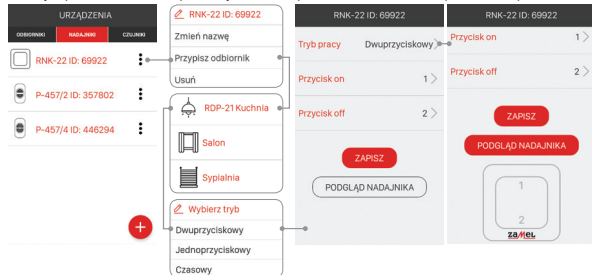 URZĄDZENIA
ODBIORNIKI NADAJNIKI CZUJNIKI
RNK-22 ID: 69922
P-457/2 ID: 357802
P-457/4 ID: 446294
+
RNK-22 ID: 69922
Zmień nazwę
Przypisz odbiornik
Usuń
RDP-21 Kuchnia
Salon
Sypialnia
Wybierz tryb
Dwuprzyciskowy
Jednoprzyciskowy
Czasowy
RNK-22 ID: 69922
Tryb pracy Dwuprzyciskowy >
Przycisk on 1 >
Przycisk off 2 >
ZAPISZ
PODGLĄD NADAJNIKA
RNK-22 ID: 69922
Przycisk on 1 >
Przycisk off 2 >
ZAPISZ
PODGLĄD NADAJNIKA
1
2
zamel